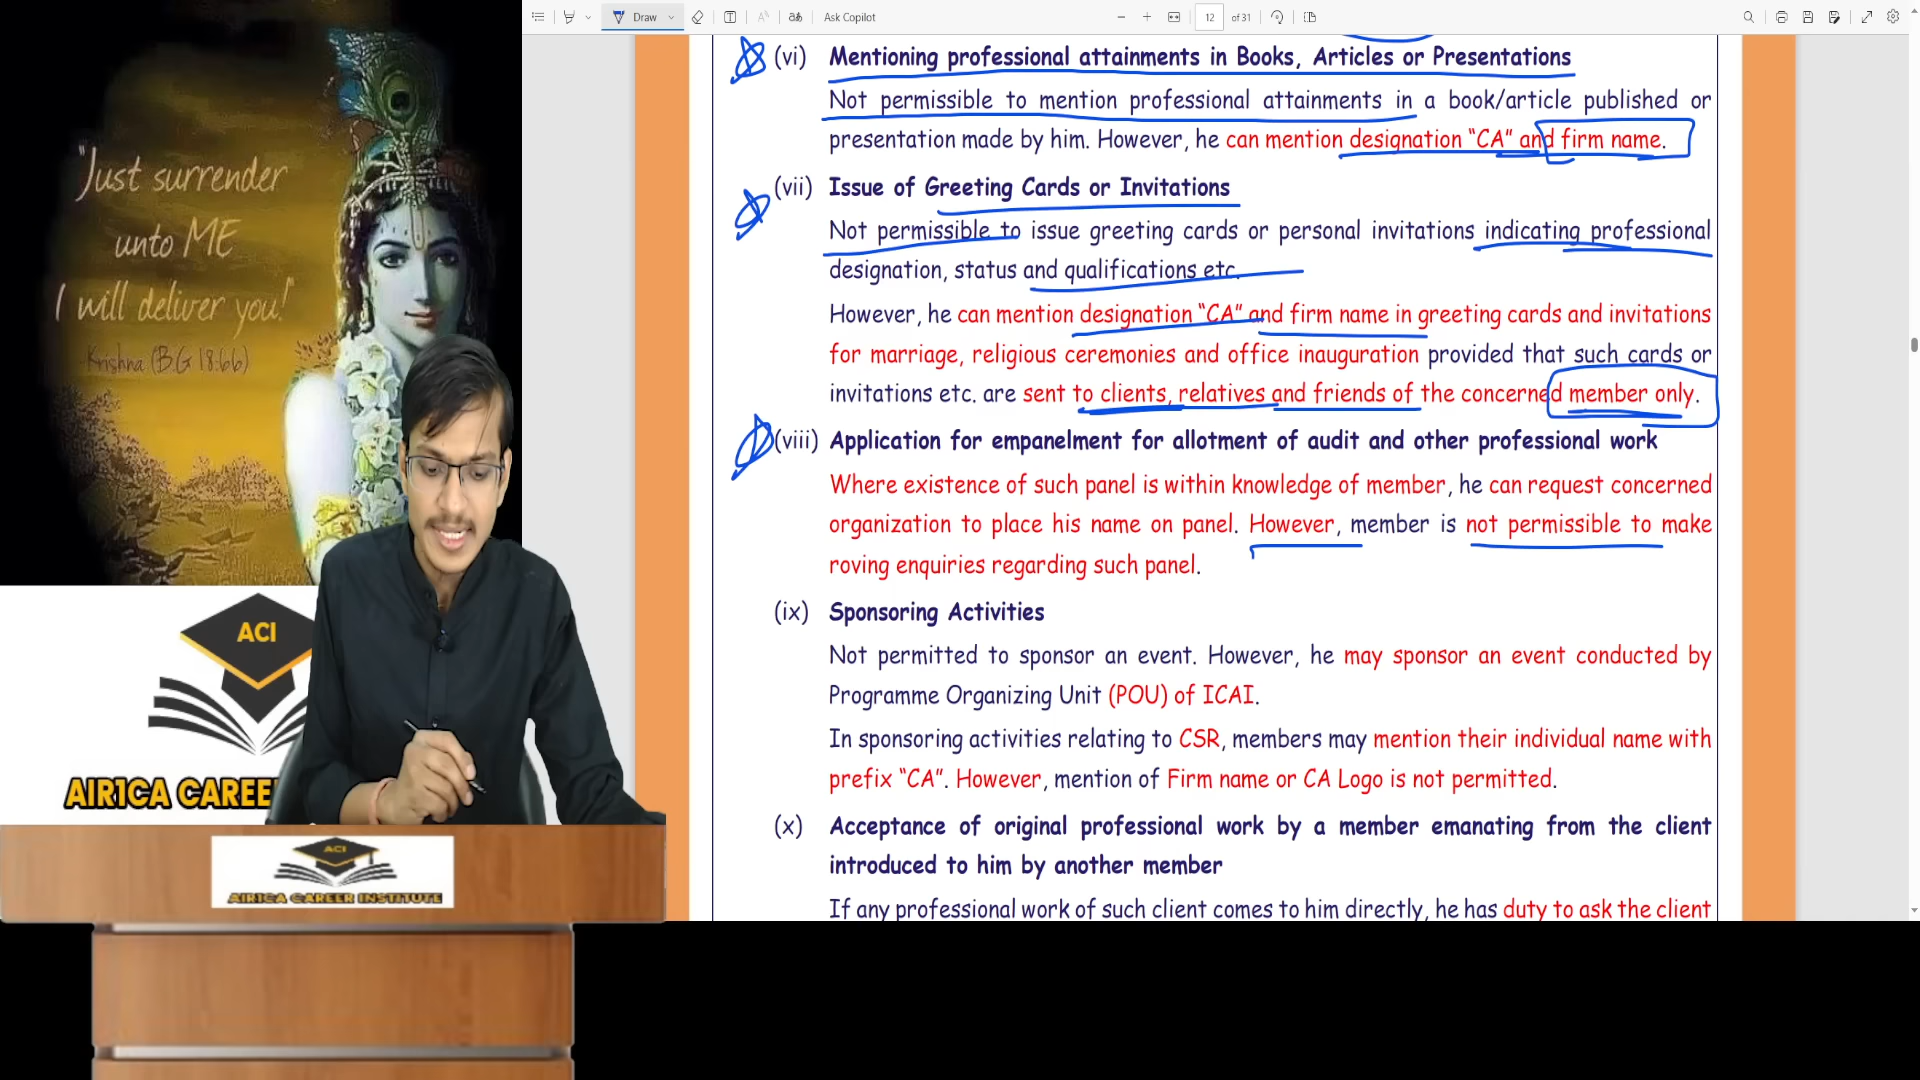 Draw
Ask Copilot
12
of 31
"Just surrender
unto ME
I will deliver you!"
-Krishna (B.G 18:66)
ACI
AIR1CA CAREE
ACI
AIR1CA CAREER INSTITUTE
(vi) Mentioning professional attainments in Books, Articles or Presentations
Not permissible to mention professional attainments in a book/article published or
presentation made by him. However, he can mention designation “CA” and firm name.
(vii) Issue of Greeting Cards or Invitations
Not permissible to issue greeting cards or personal invitations indicating professional
designation, status and qualifications etc.
However, he can mention designation “CA” and firm name in greeting cards and invitations
for marriage, religious ceremonies and office inauguration provided that such cards or
invitations etc. are sent to clients, relatives and friends of the concerned member only.
(viii) Application for empanelment for allotment of audit and other professional work
Where existence of such panel is within knowledge of member, he can request concerned
organization to place his name on panel. However, member is not permissible to make
roving enquiries regarding such panel.
(ix) Sponsoring Activities
Not permitted to sponsor an event. However, he may sponsor an event conducted by
Programme Organizing Unit (POU) of ICAI.
In sponsoring activities relating to CSR, members may mention their individual name with
prefix “CA”. However, mention of Firm name or CA Logo is not permitted.
(x) Acceptance of original professional work by a member emanating from the client
introduced to him by another member
If any professional work of such client comes to him directly, he has duty to ask the client